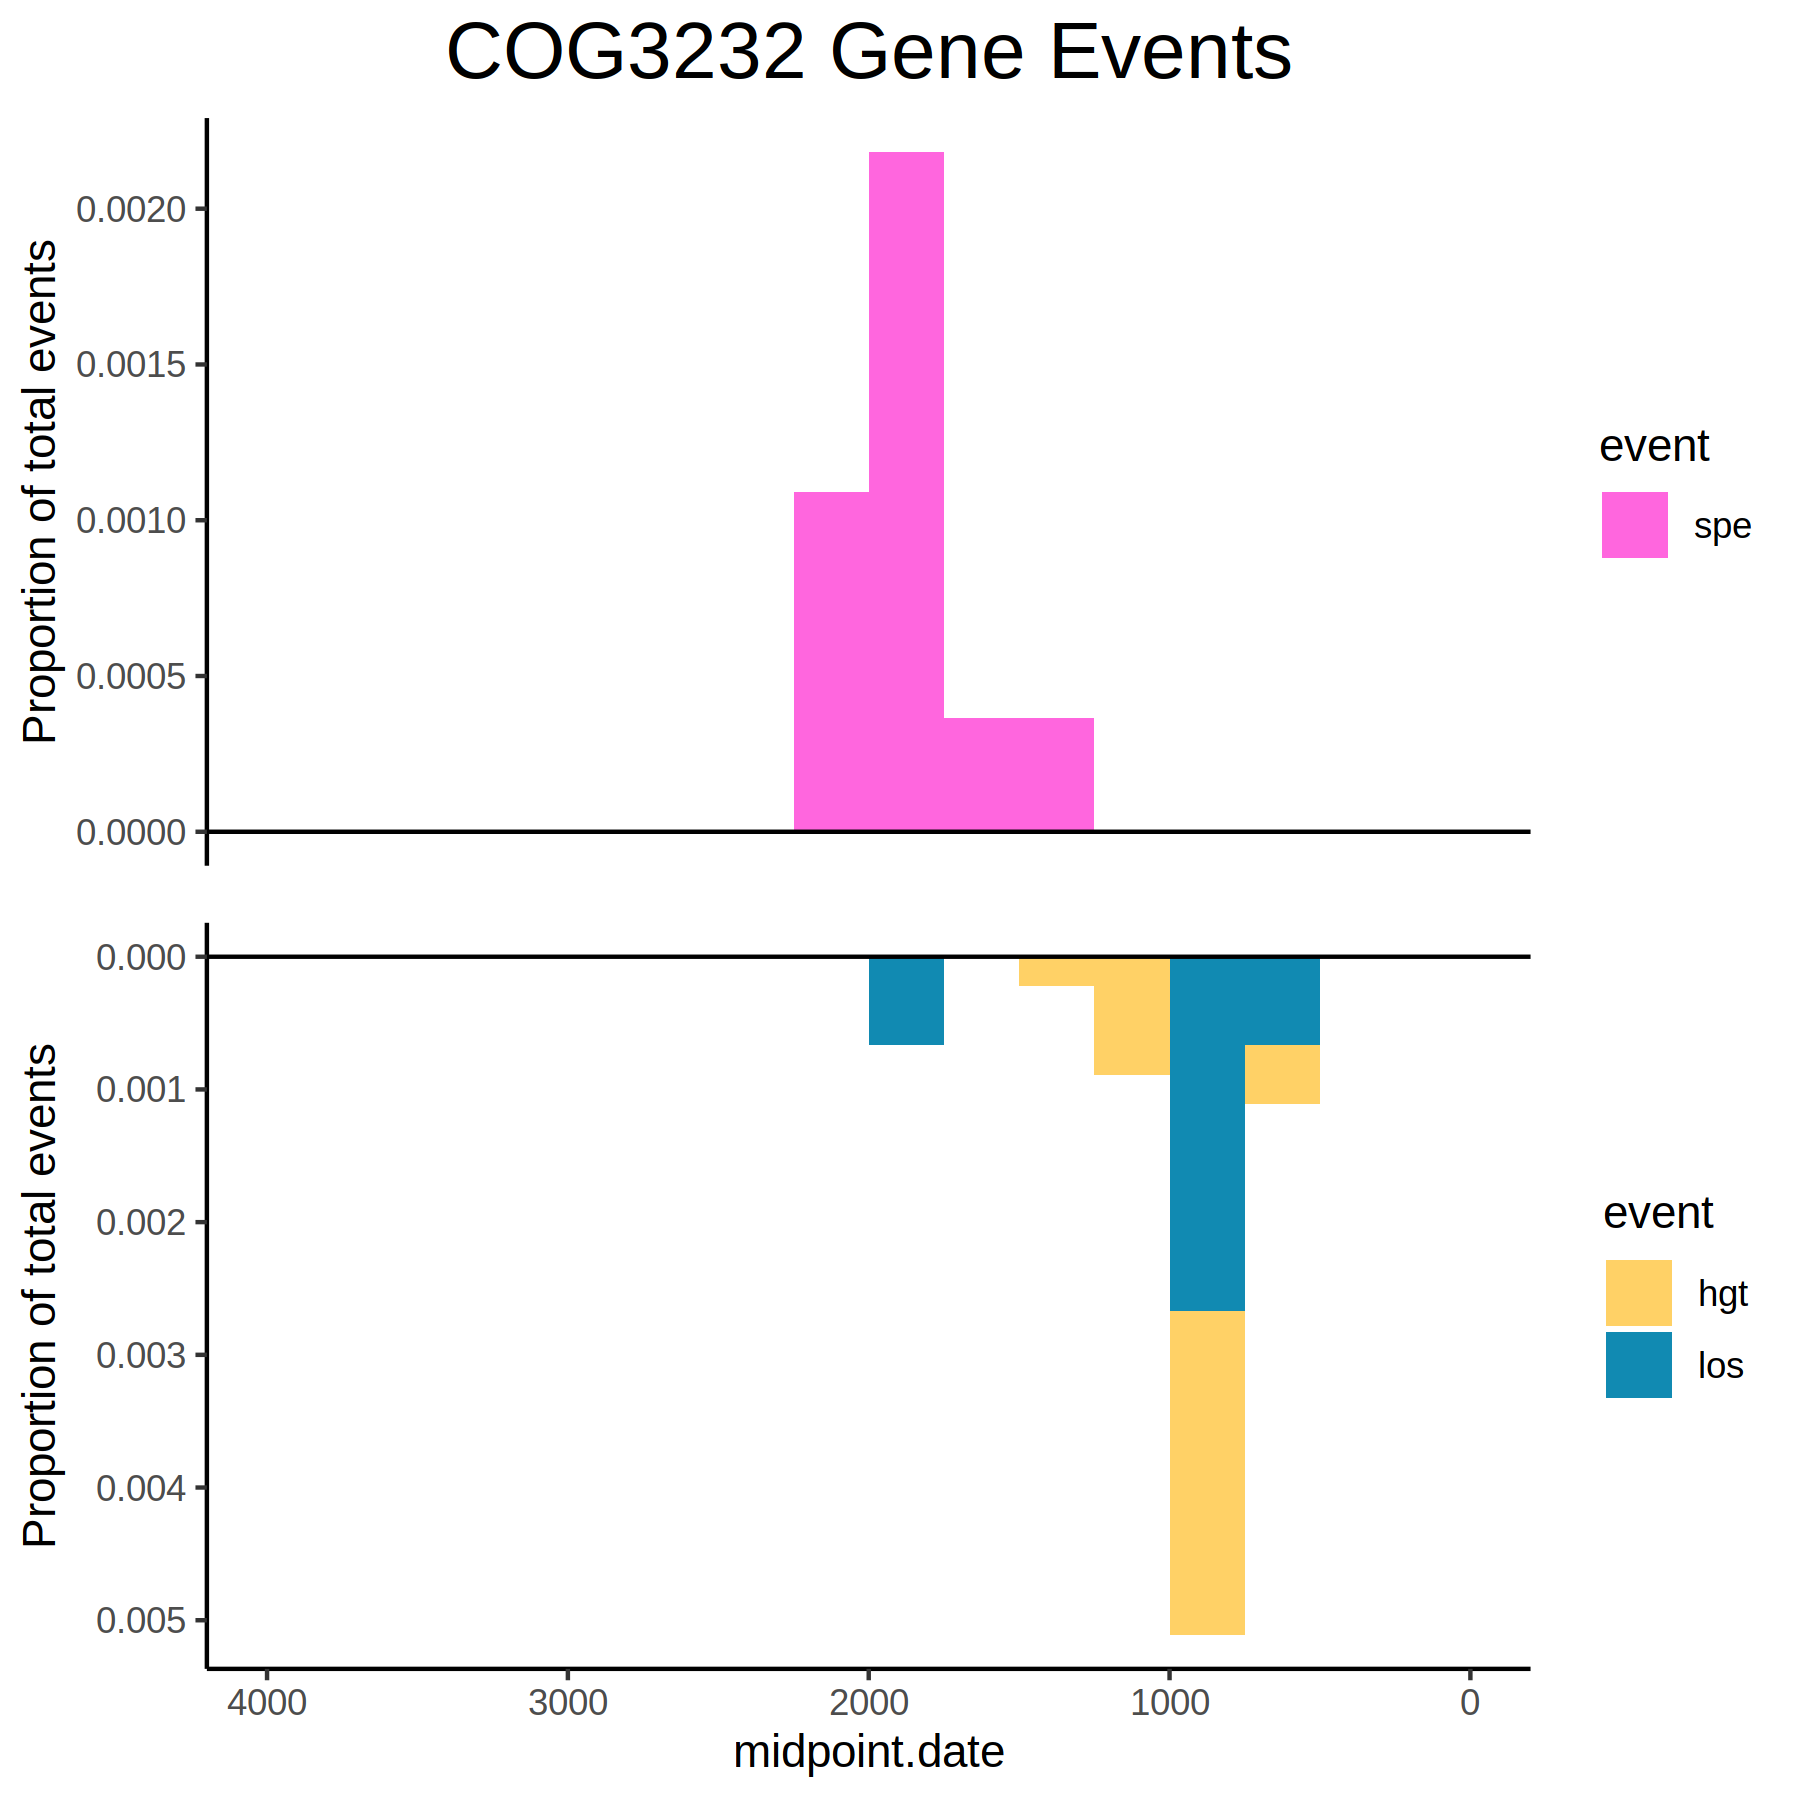 COG3232 Gene Events
Proportion of total events
0.0020
0.0015
0.0010
0.0005
0.0000
event
spe
Proportion of total events
0.000
0.001
0.002
0.003
0.004
0.005
event
hgt
los
4000 3000 2000 1000 0
midpoint.date